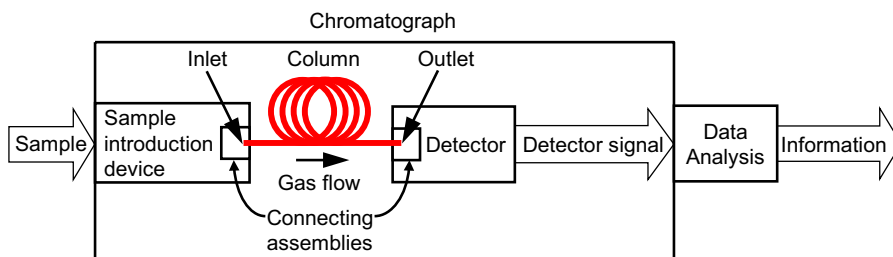 Chromatograph
Inlet
Column
Outlet
Sample
Sample
introduction
device
Gas flow
Connecting
assemblies
Detector
Detector signal
Data
Analysis
Information